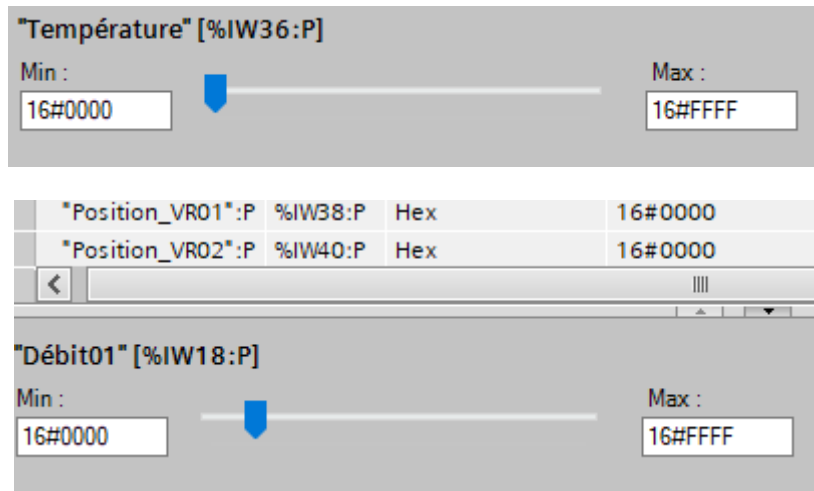 "Température" [%IW36:P]
Min : Max :
16#0000 16#FFFF
"Position_VR01":P %IW38:P Hex 16#0000
"Position_VR02":P %IW40:P Hex 16#0000
"Débit01" [%IW18:P]
Min : Max :
16#0000 16#FFFF